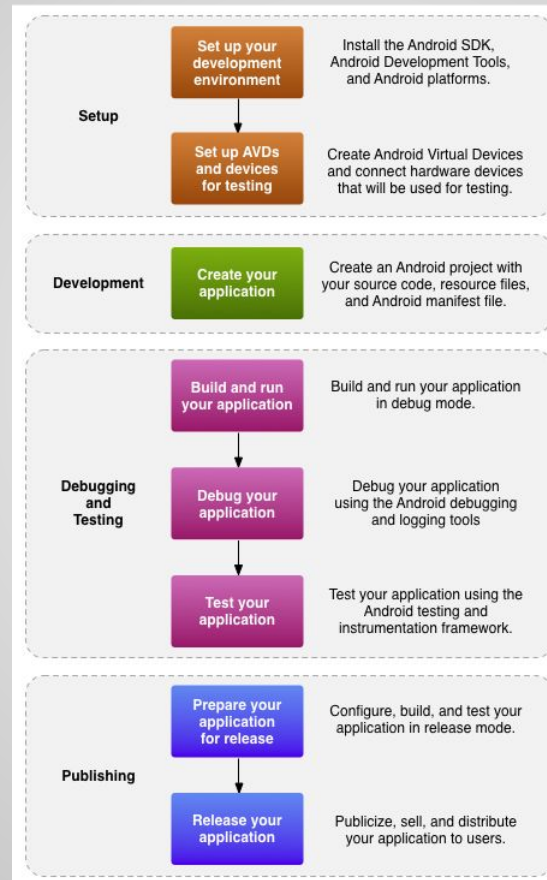 Setup
Set up your
development
environment
Install the Android SDK,
Android Development Tools,
and Android platforms.
Set up AVDs
and devices
for testing
Create Android Virtual Devices
and connect hardware devices
that will be used for testing.
Development
Create your
application
Create an Android project with
your source code, resource files,
and Android manifest file.
Debugging
and
Testing
Build and run
your application
Build and run your application
in debug mode.
Debug your
application
Debug your application
using the Android debugging
and logging tools
Test your
application
Test your application using the
Android testing and
instrumentation framework.
Publishing
Prepare your
application
for release
Configure, build, and test your
application in release mode.
Release your
application
Publicize, sell, and distribute
your application to users.